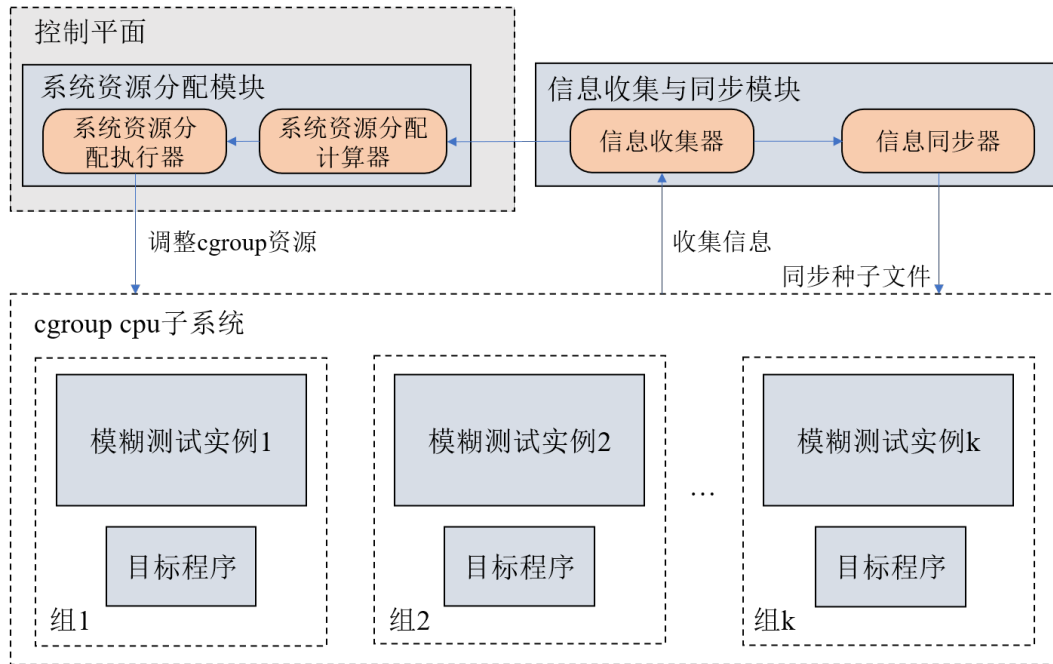 控制平面
系统资源分配模块
系统资源分
配执行器
系统资源分配
计算器
信息收集与同步模块
信息收集器
信息同步器
调整cgroup资源
收集信息
同步种子文件
cgroup cpu子系统
模糊测试实例1
目标程序
组1
模糊测试实例2
目标程序
组2
…
模糊测试实例k
目标程序
组k